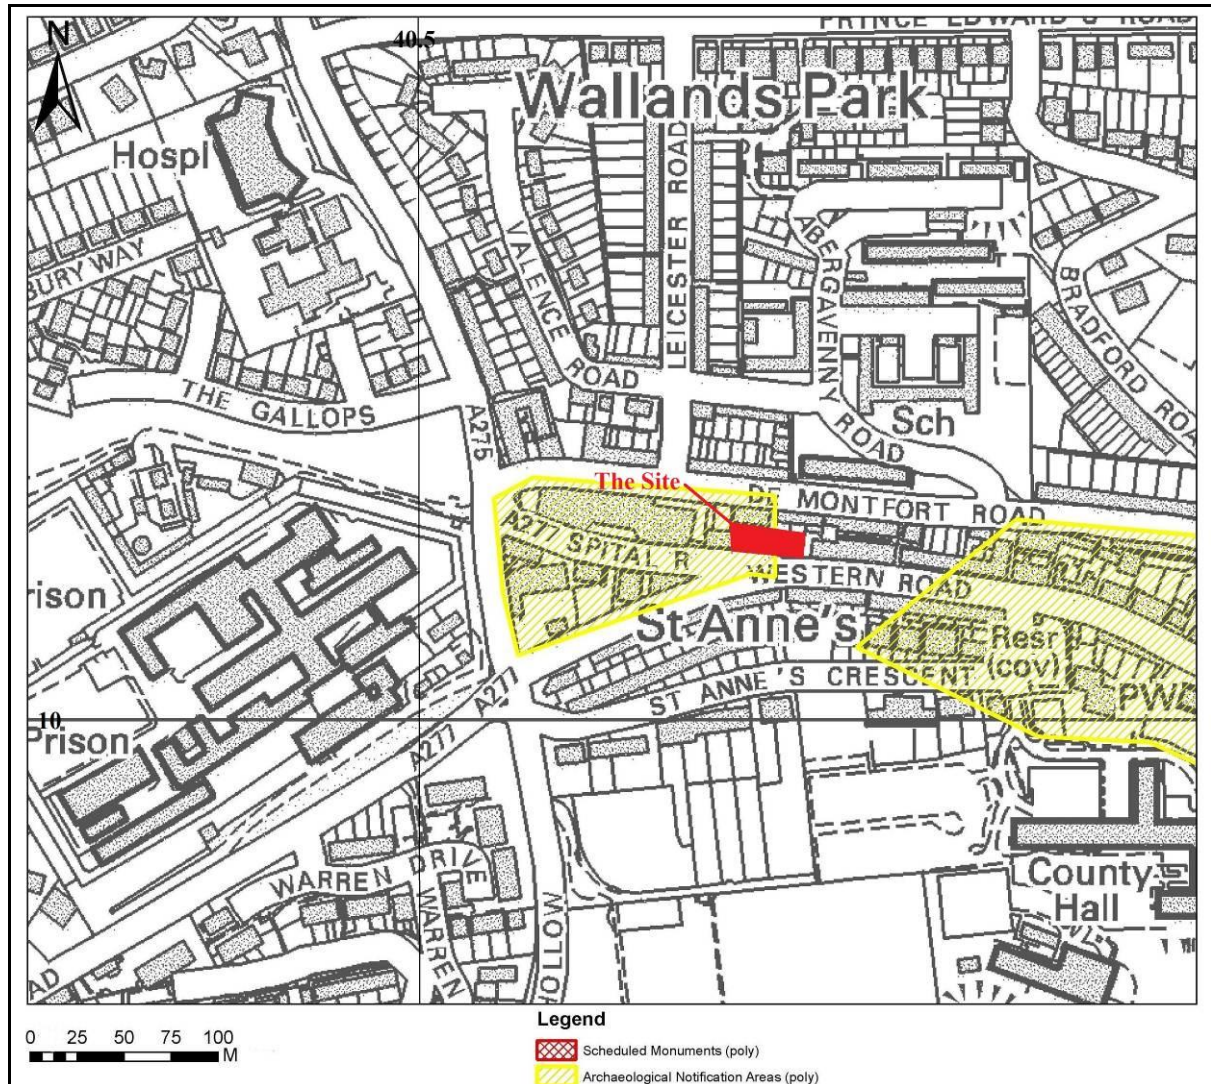 PRINCE EDWARD'S ROAD
N
40.5
Wallands Park
Hospl
LEICESTER ROAD
VALENCE ROAD
ABERGAVENNY ROAD
BURY WAY
BRADFORD ROA
THE GALLOPS
A275
Sch
The Site
DE MONTFORT ROAD
A277 SPITAL R
WESTERN ROAD
rison
St Anne's
Resr
(cov)
ST ANNE'S CRESCENT
A277
PWD
10
Prison
A277
WARREN DRIVE
WARREN
HOLLOW
County
Hall
AD
0 25 50 75 100
M
Legend
Scheduled Monuments (poly)
Archaeological Notification Areas (poly)